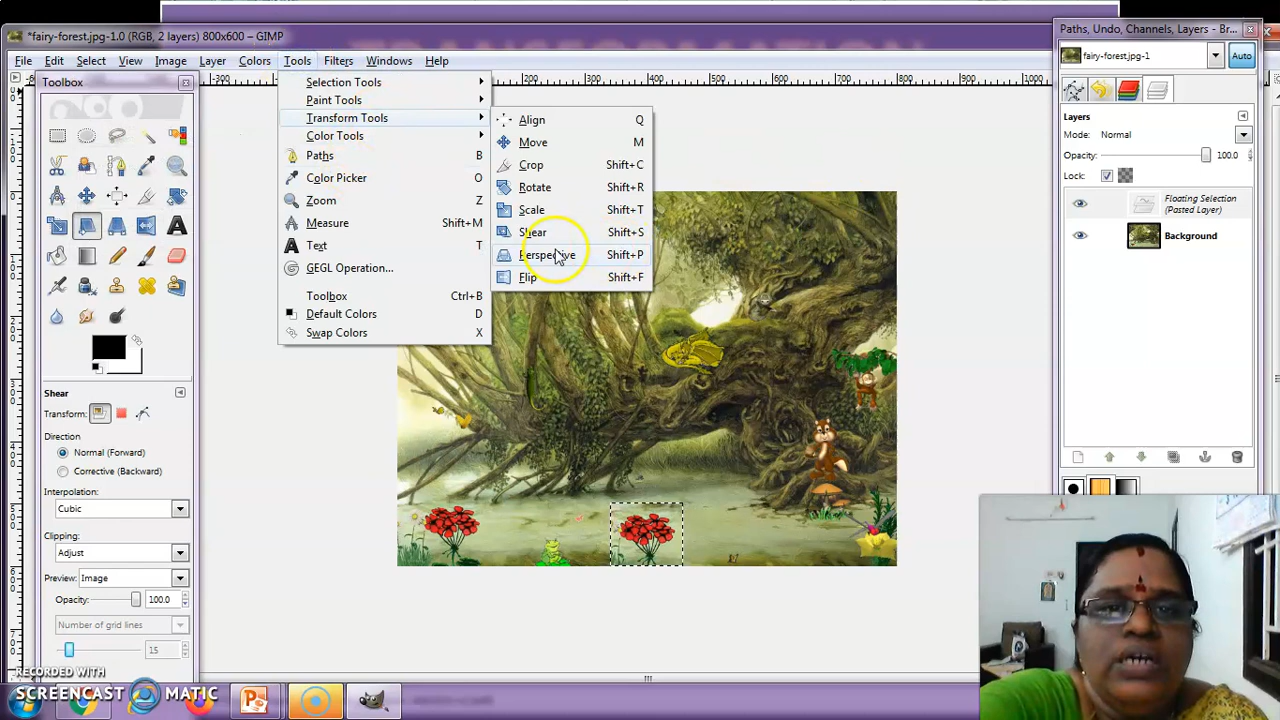 *fairy-forest.jpg-1.0 (RGB, 2 layers) 800x600 – GIMP
File Edit Select View Image Layer Colors Tools Filters Windows Help
Toolbox
Selection Tools
Paint Tools
Transform Tools
Color Tools
Paths B
Color Picker O
Zoom Z
Measure Shift+M
Text T
GEGL Operation...
Toolbox Ctrl+B
Default Colors D
Swap Colors X
Align Q
Move M
Crop Shift+C
Rotate Shift+R
Scale Shift+T
Shear Shift+S
Perspective Shift+P
Flip Shift+F
Shear
Transform:
Direction
Normal (Forward)
Corrective (Backward)
Interpolation:
Cubic
Clipping:
Adjust
Preview: Image
Opacity: 100.0
Number of grid lines
15
Paths, Undo, Channels, Layers - Br...
fairy-forest.jpg-1
Auto
Layers
Mode: Normal
Opacity: 100.0
Lock:
Floating Selection
(Pasted Layer)
Background
RECORDED WITH
SCREENCAST MATIC